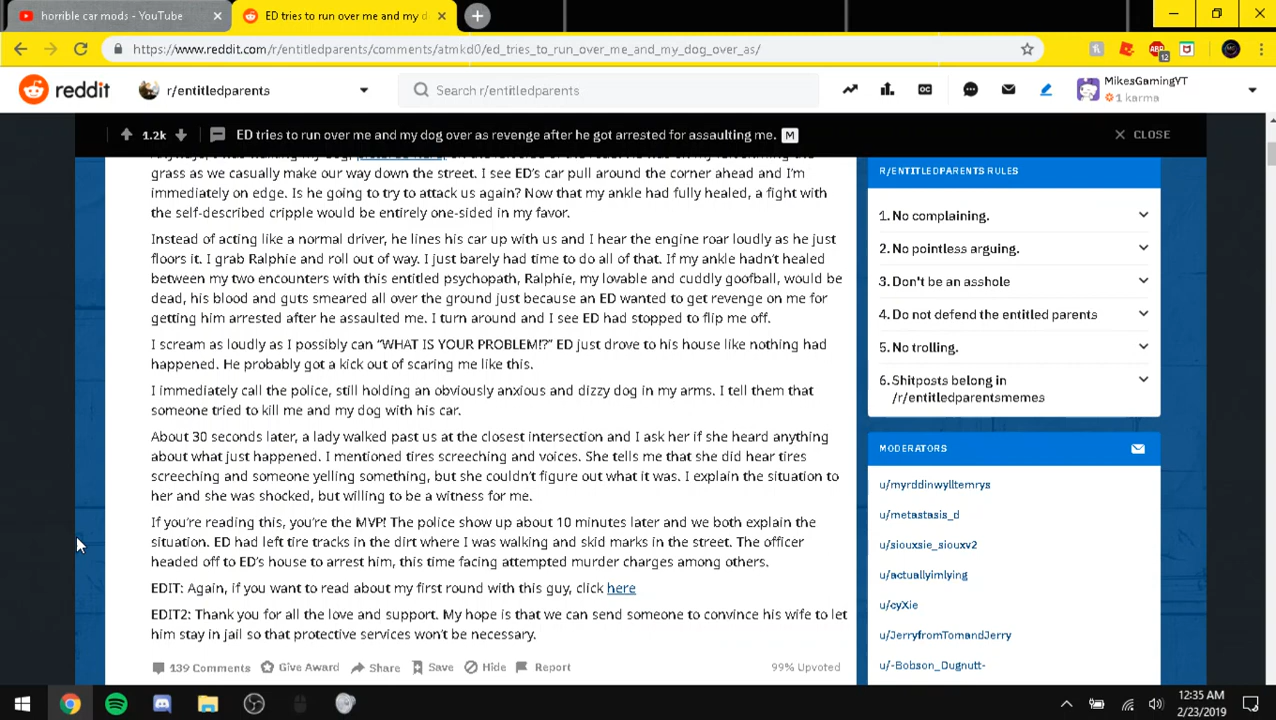 horrible car mods - YouTube
ED tries to run over me and my d
https://www.reddit.com/r/entitledparents/comments/atmkd0/ed_tries_to_run_over_me_and_my_dog_over_as/
ABP
12
reddit
r/entitledparents
Search r/entitledparents
OC
MikesGamingYT
1 karma
1.2k
ED tries to run over me and my dog over as revenge after he got arrested for assaulting me. M
CLOSE
grass as we casually make our way down the street. I see ED's car pull around the corner ahead and I'm
immediately on edge. Is he going to try to attack us again? Now that my ankle had fully healed, a fight with
the self-described cripple would be entirely one-sided in my favor.
Instead of acting like a normal driver, he lines his car up with us and I hear the engine roar loudly as he just
floors it. I grab Ralphie and roll out of way. I just barely had time to do all of that. If my ankle hadn't healed
between my two encounters with this entitled psychopath, Ralphie, my lovable and cuddly goofball, would be
dead, his blood and guts smeared all over the ground just because an ED wanted to get revenge on me for
getting him arrested after he assaulted me. I turn around and I see ED had stopped to flip me off.
I scream as loudly as I possibly can "WHAT IS YOUR PROBLEM!?" ED just drove to his house like nothing had
happened. He probably got a kick out of scaring me like this.
I immediately call the police, still holding an obviously anxious and dizzy dog in my arms. I tell them that
someone tried to kill me and my dog with his car.
About 30 seconds later, a lady walked past us at the closest intersection and I ask her if she heard anything
about what just happened. I mentioned tires screeching and voices. She tells me that she did hear tires
screeching and someone yelling something, but she couldn't figure out what it was. I explain the situation to
her and she was shocked, but willing to be a witness for me.
If you're reading this, you're the MVP! The police show up about 10 minutes later and we both explain the
situation. ED had left tire tracks in the dirt where I was walking and skid marks in the street. The officer
headed off to ED's house to arrest him, this time facing attempted murder charges among others.
EDIT: Again, if you want to read about my first round with this guy, click here
EDIT2: Thank you for all the love and support. My hope is that we can send someone to convince his wife to let
him stay in jail so that protective services won't be necessary.
139 Comments
Give Award
Share
Save
Hide
Report
99% Upvoted
R/ENTITLEDPARENTS RULES
1. No complaining.
2. No pointless arguing.
3. Don't be an asshole
4. Do not defend the entitled parents
5. No trolling.
6. Shitposts belong in
/r/entitledparentsmemes
MODERATORS
u/myrddinwylltemrys
u/metastasis_d
u/siouxsie_siouxv2
u/actuallyimlying
u/cyXie
u/JerryfromTomandJerry
u/-Bobson_Dugnutt-
12:35 AM
2/23/2019